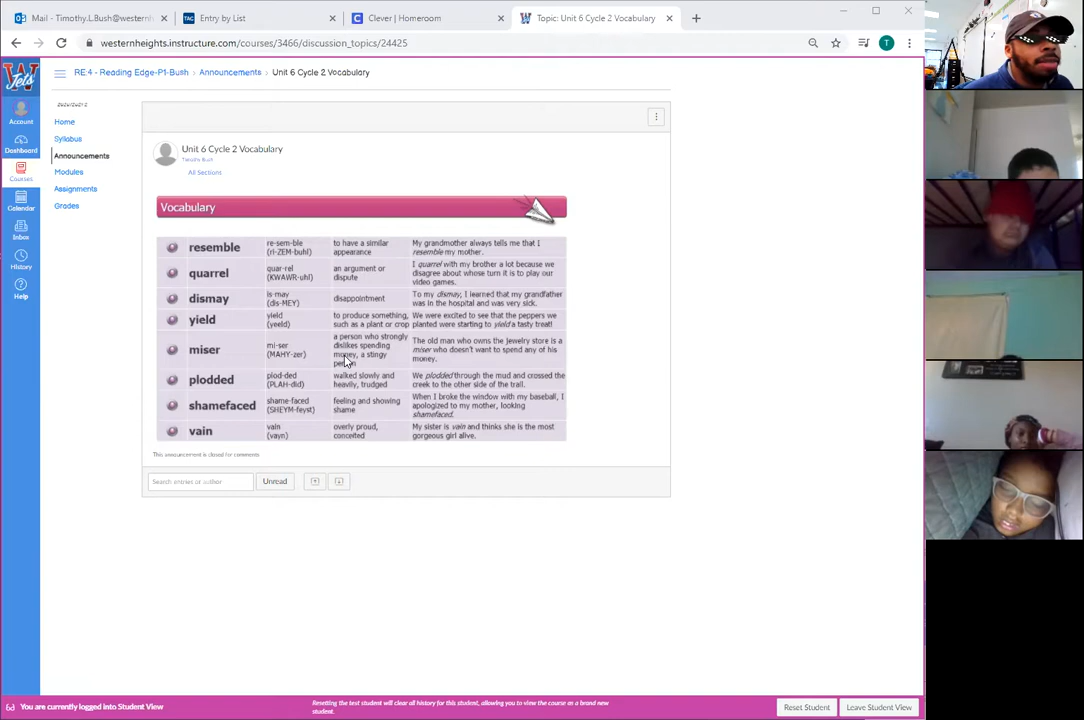 Mail - Timothy.L.Bush@western
Entry by List
Clever | Homeroom
Topic: Unit 6 Cycle 2 Vocabulary
westernheights.instructure.com/courses/3466/discussion_topics/24425
T
RE:4 - Reading Edge-P1-Bush
Announcements
Unit 6 Cycle 2 Vocabulary
Jets
Account
Dashboard
Courses
Calendar
Inbox
History
Help
Home
Syllabus
Announcements
Modules
Assignments
Grades
Unit 6 Cycle 2 Vocabulary
Timothy Bush
All Sections
Vocabulary
resemble
re-sem-ble
(ri-ZEM-buhl)
to have a similar
appearance
My grandmother always tells me that I
resemble my mother.
quarrel
quar-rel
(KWAWR-uhl)
an argument or
dispute
I quarrel with my brother a lot because we
disagree about whose turn it is to play our
video games.
dismay
is-may
(dis-MEY)
disappointment
To my dismay, I learned that my grandfather
was in the hospital and was very sick.
yield
yield
(yeeld)
to produce something,
such as a plant or crop
We were excited to see that the peppers we
planted were starting to yield a tasty treat!
miser
mi-ser
(MAHY-zer)
a person who strongly
dislikes spending
money, a stingy
person
The old man who owns the jewelry store is a
miser who doesn't want to spend any of his
money.
plodded
plod-ded
(PLAH-did)
walked slowly and
heavily, trudged
We plodded through the mud and crossed the
creek to the other side of the trail.
shamefaced
shame-faced
(SHEYM-feyst)
feeling and showing
shame
When I broke the window with my baseball, I
apologized to my mother, looking
shamefaced.
vain
vain
(vayn)
overly proud,
conceited
My sister is vain and thinks she is the most
gorgeous girl alive.
This announcement is closed for comments
Search entries or author
Unread
You are currently logged into Student View
Resetting the test student will clear all history for this student, allowing you to view the course as a brand new
student.
Reset Student
Leave Student View